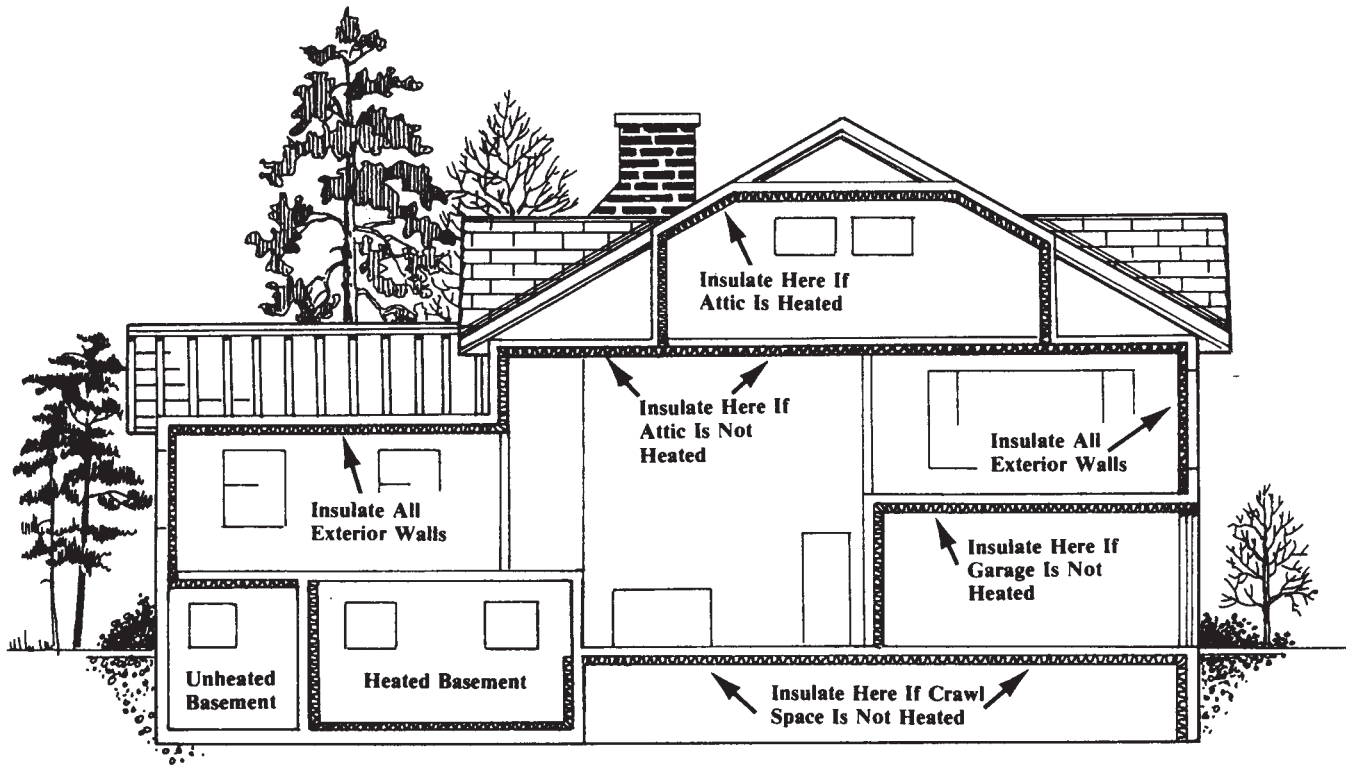 Insulate Here If
Attic Is Heated
Insulate Here If
Attic Is Not
Heated
Insulate All
Exterior Walls
Insulate All
Exterior Walls
Insulate Here If
Garage Is Not
Heated
Unheated
Basement
Heated Basement
Insulate Here If Crawl
Space Is Not Heated